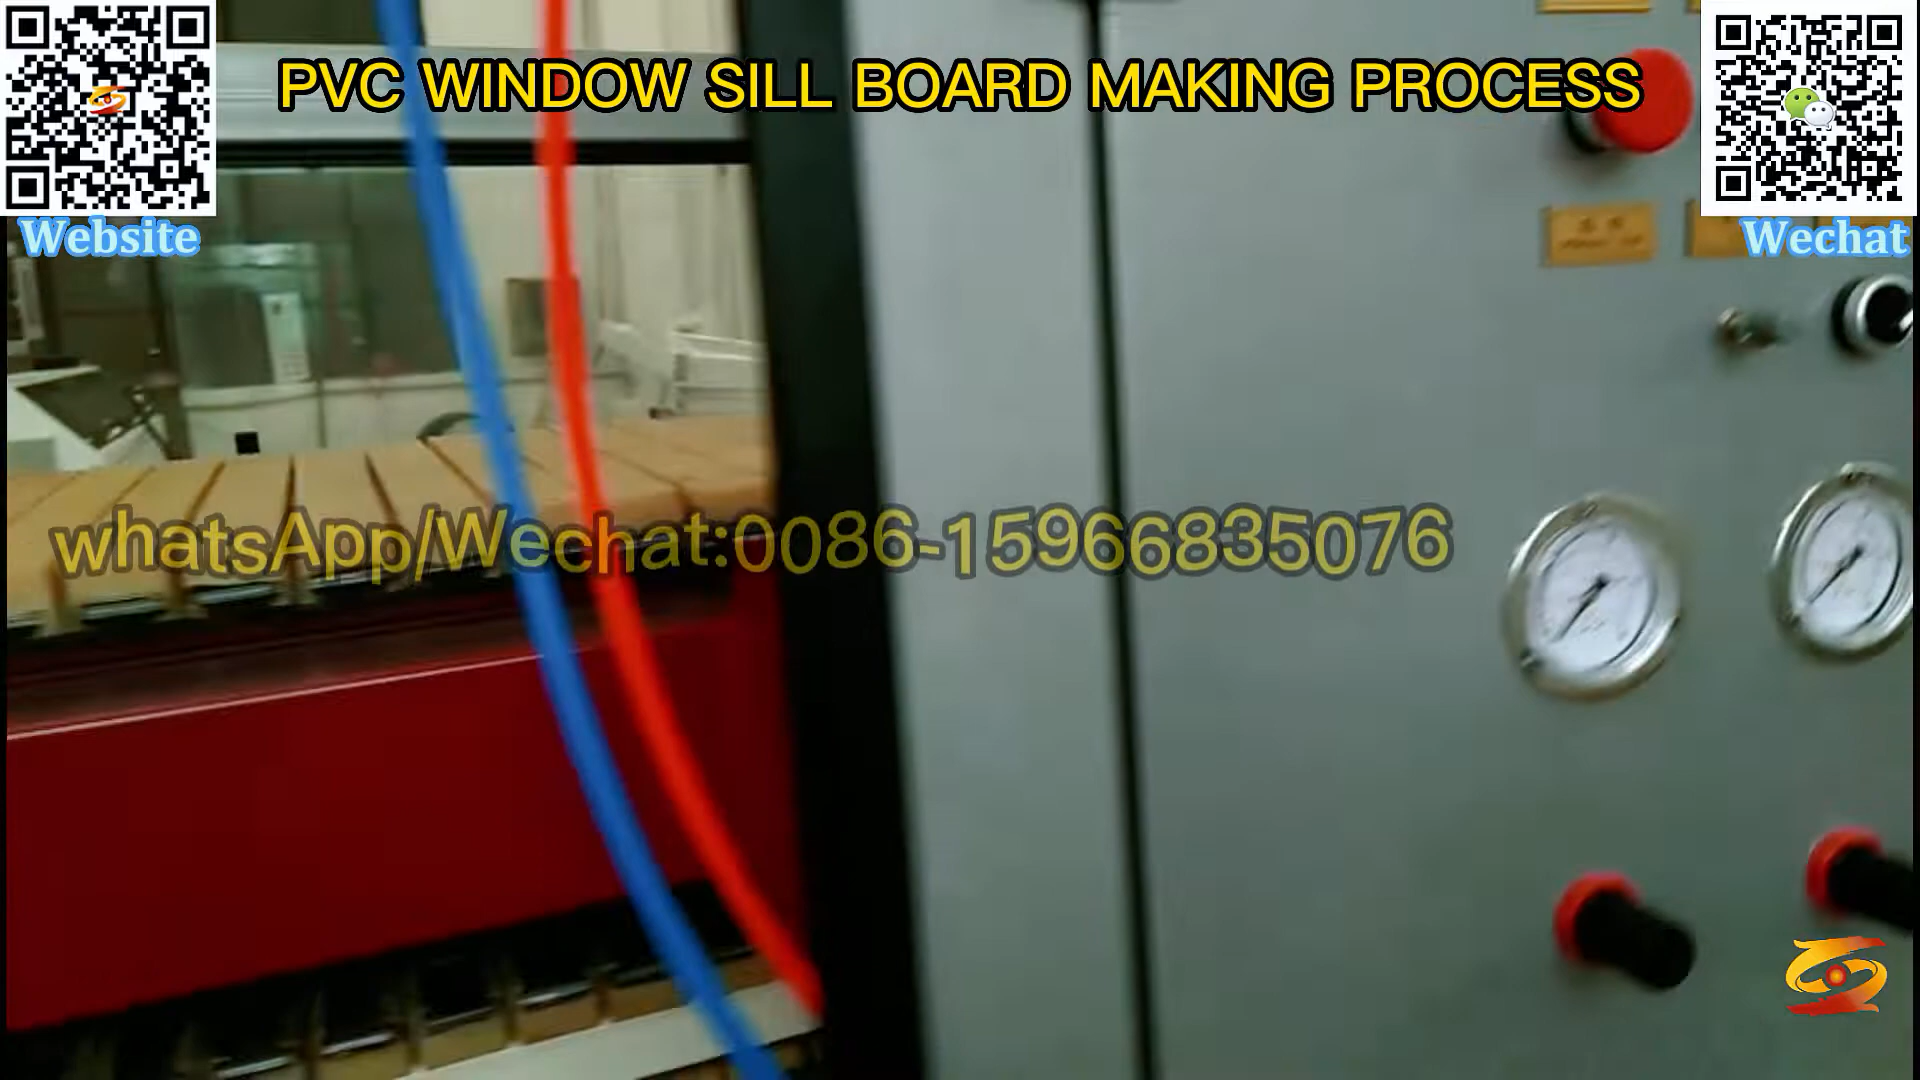 PVC WINDOW SILL BOARD MAKING PROCESS
Website
Wechat
whatsApp/Wechat:0086-15966835076